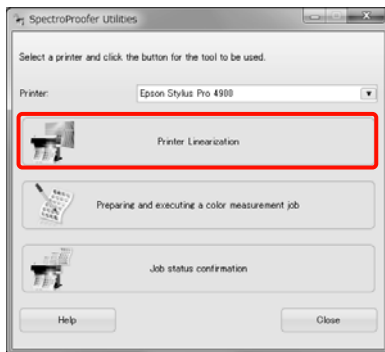 SpectroProofer Utilities
Select a printer and click the button for the tool to be used.
Printer: Epson Stylus Pro 4900
Printer Linearization
Preparing and executing a color measurement job
Job status confirmation
Help Close